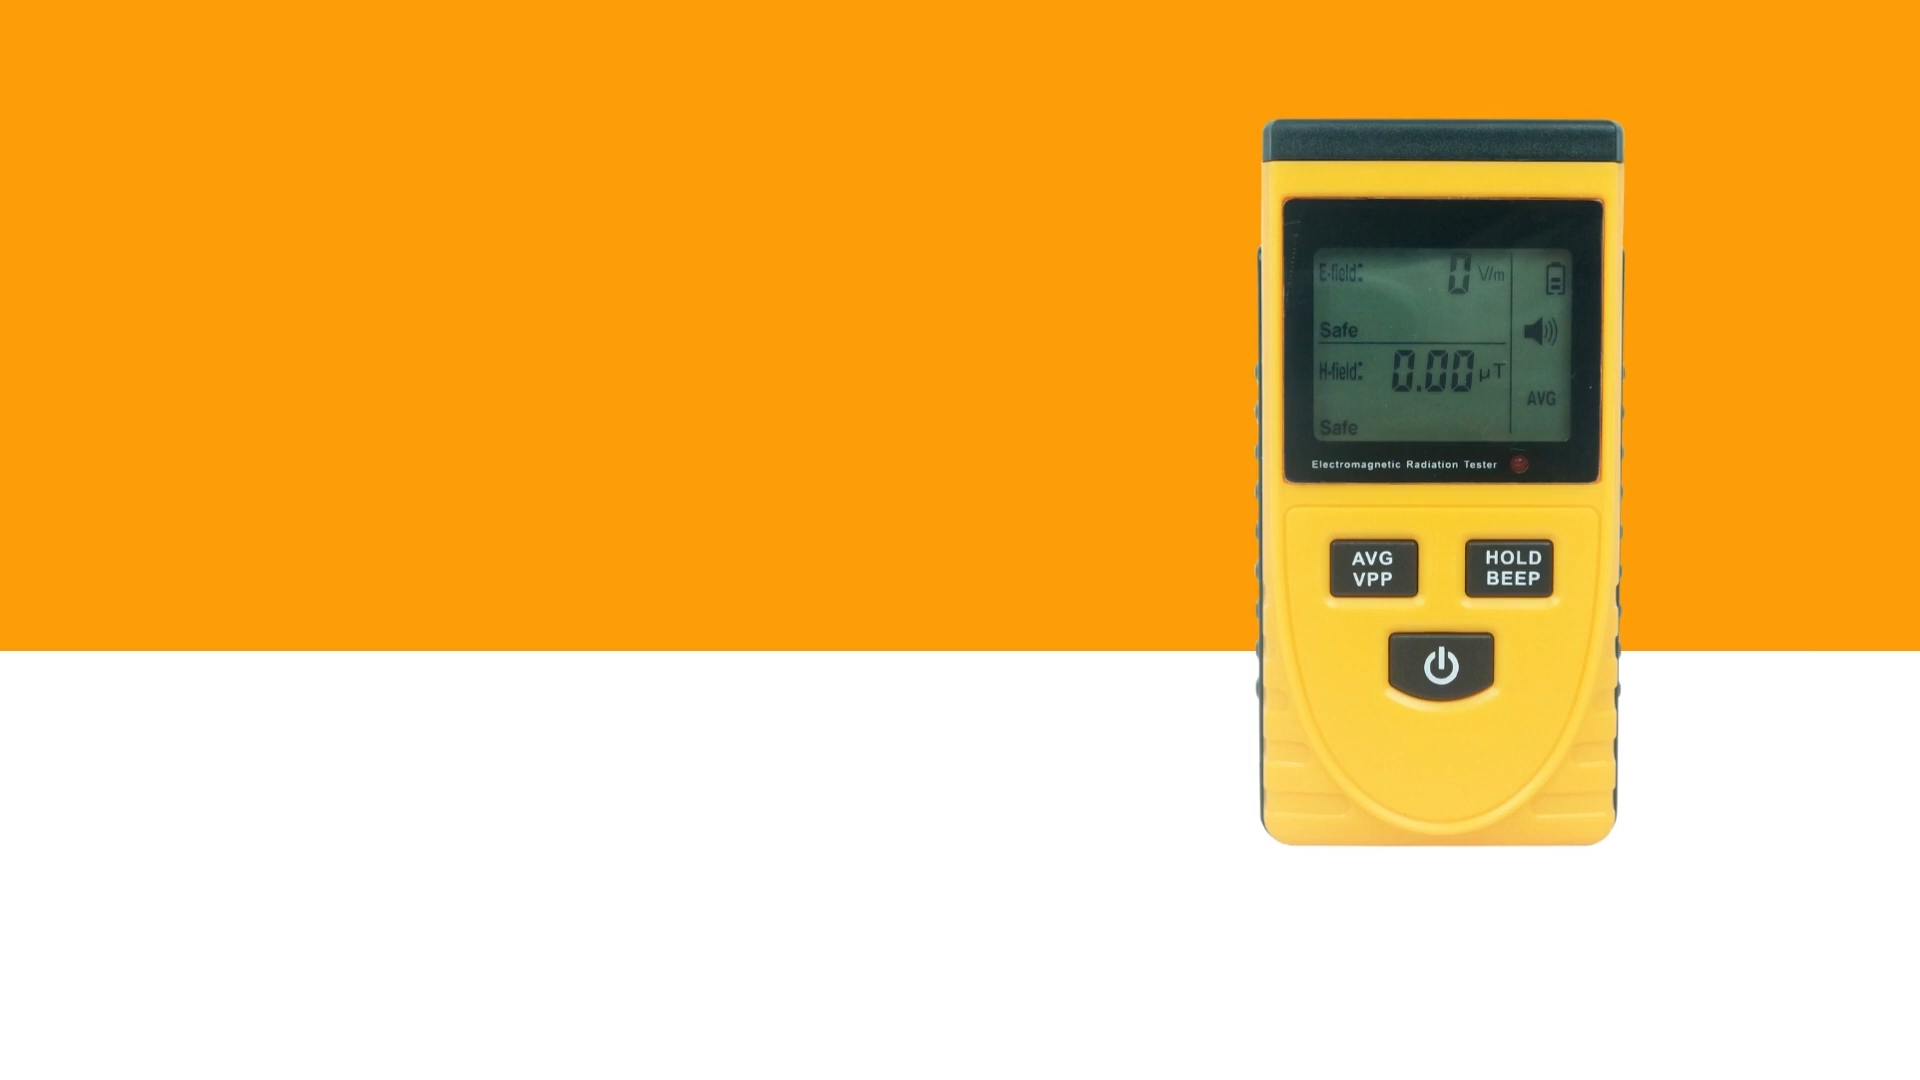 E-field: 0 V/m
Safe
H-field: 0.00 µT
Safe
AVG
Electromagnetic Radiation Tester
AVG
VPP
HOLD
BEEP